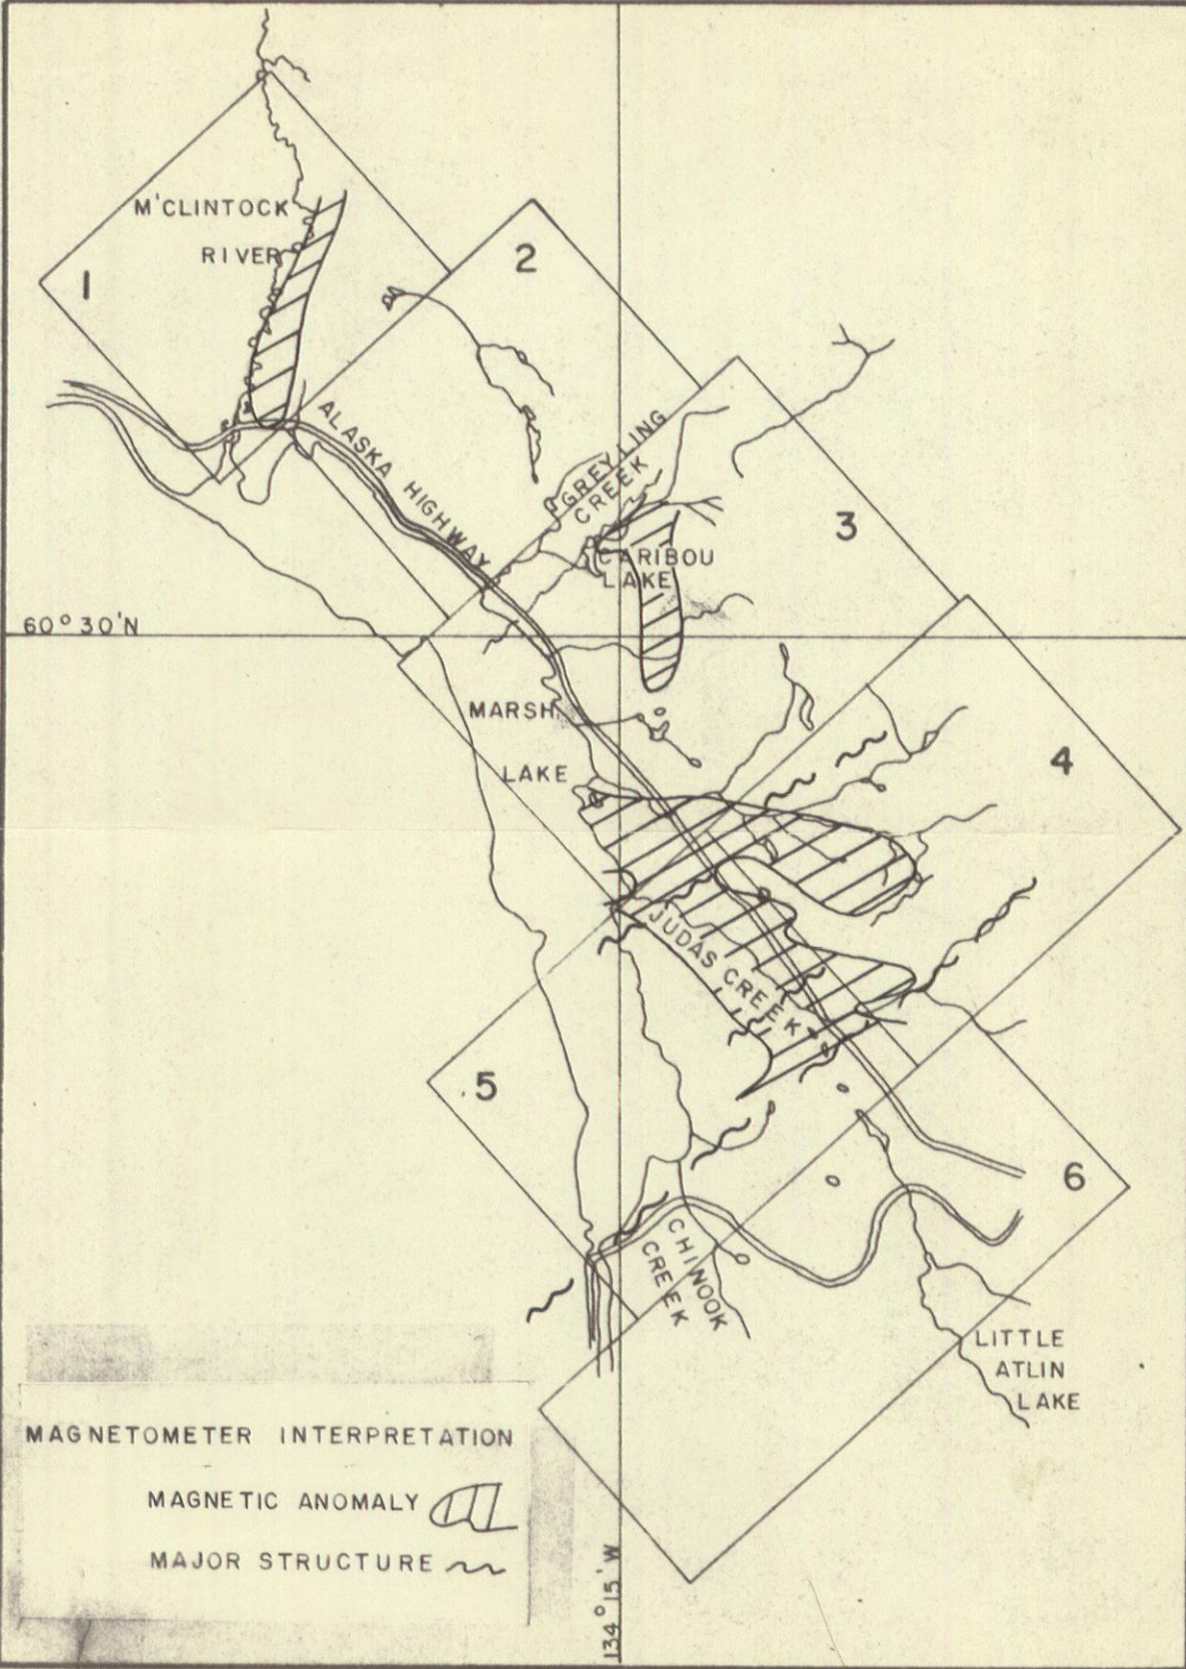 M'CLINTOCK
RIVER
1
2
ALASKA HIGHWAY
GREYLING
CREEK
3
CARIBOU
LAKE
60°30'N
MARSH
LAKE
4
JUDAS CREEK
5
6
CHINOOK
CREEK
LITTLE
ATLIN
LAKE
MAGNETOMETER INTERPRETATION
MAGNETIC ANOMALY
MAJOR STRUCTURE
134°15'W